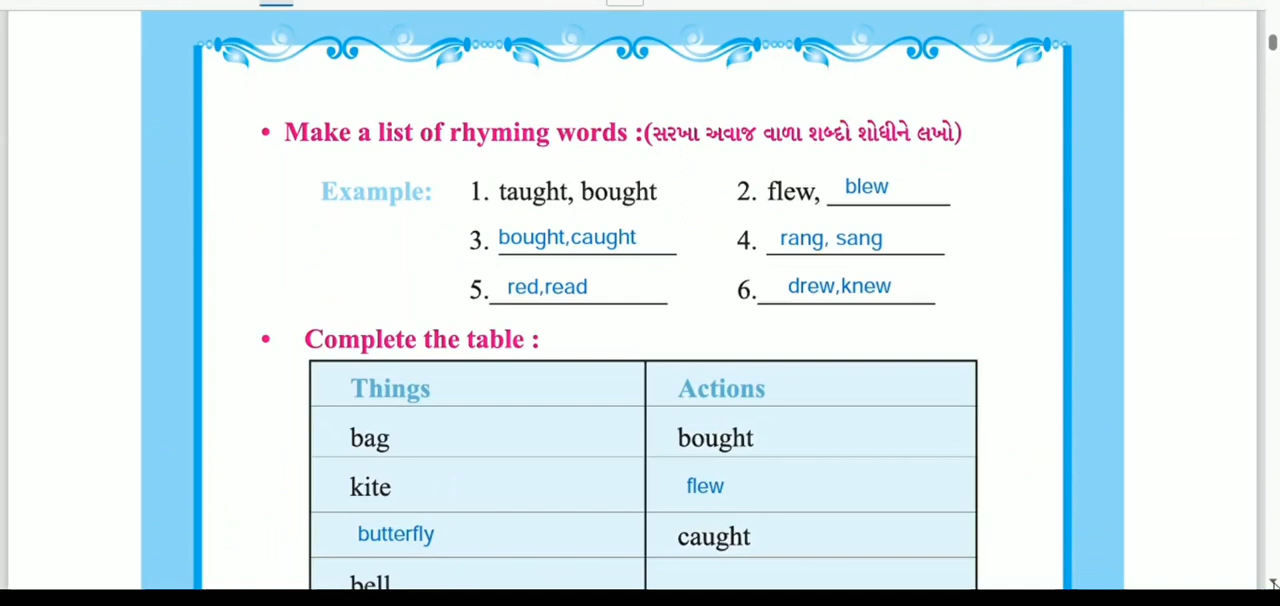 • Make a list of rhyming words :(સરખા અવાજ વાળા શબ્દો શોધીને લખો)
Example: 1. taught, bought 2. flew, blew
3. bought,caught 4. rang, sang
5. red,read 6. drew,knew
• Complete the table :
Things Actions
bag bought
kite flew
butterfly caught
bell